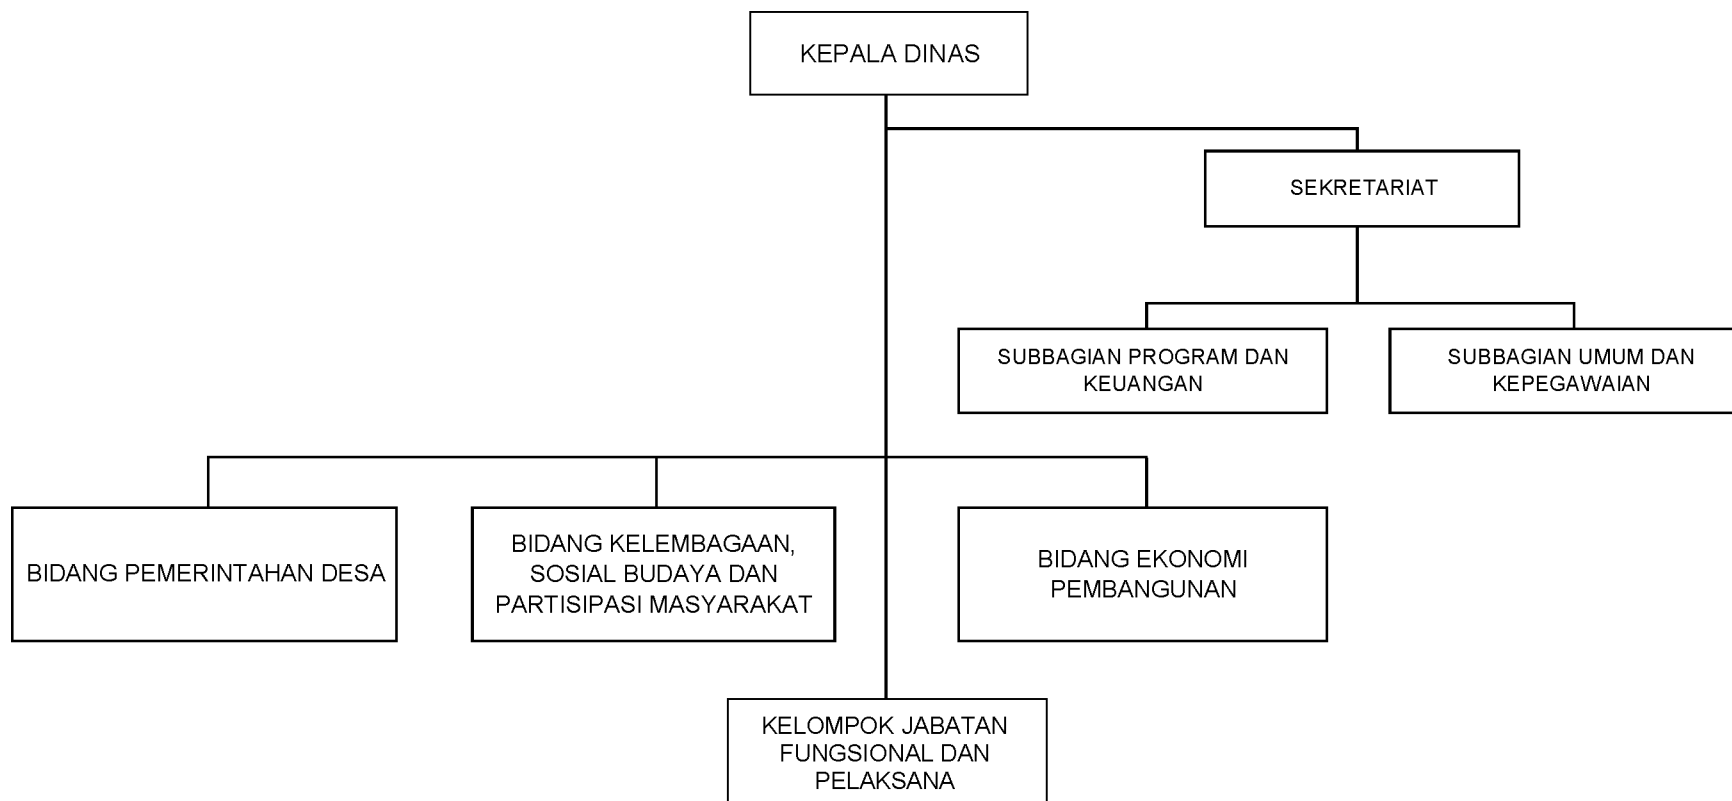 KEPALA DINAS
SEKRETARIAT
SUBBAGIAN PROGRAM DAN
KEUANGAN
SUBBAGIAN UMUM DAN
KEPEGAWAIAN
BIDANG PEMERINTAHAN DESA
BIDANG KELEMBAGAAN,
SOSIAL BUDAYA DAN
PARTISIPASI MASYARAKAT
BIDANG EKONOMI
PEMBANGUNAN
KELOMPOK JABATAN
FUNGSIONAL DAN
PELAKSANA